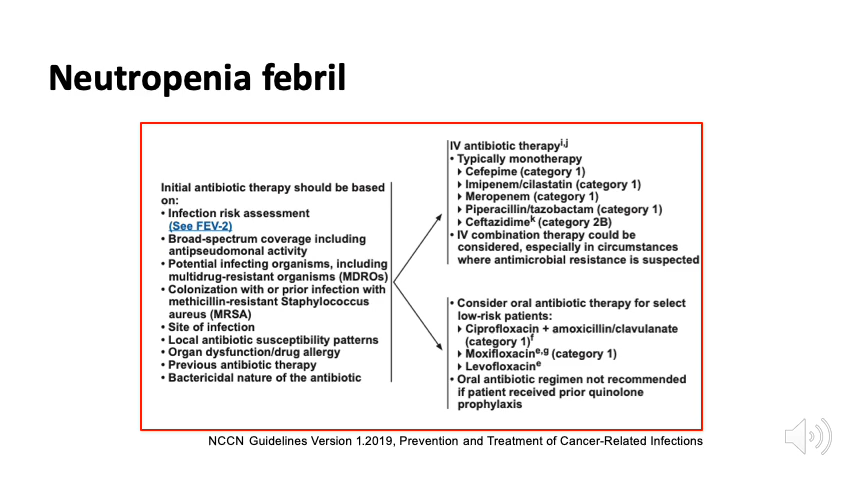 Neutropenia febril
Initial antibiotic therapy should be based
on:
• Infection risk assessment
(See FEV-2)
• Broad-spectrum coverage including
antipseudomonal activity
• Potential infecting organisms, including
multidrug-resistant organisms (MDROs)
• Colonization with or prior infection with
methicillin-resistant Staphylococcus
aureus (MRSA)
• Site of infection
• Local antibiotic susceptibility patterns
• Organ dysfunction/drug allergy
• Previous antibiotic therapy
• Bactericidal nature of the antibiotic
IV antibiotic therapyi,j
• Typically monotherapy
Cefepime (category 1)
Imipenem/cilastatin (category 1)
Meropenem (category 1)
Piperacillin/tazobactam (category 1)
Ceftazidimek (category 2B)
• IV combination therapy could be
considered, especially in circumstances
where antimicrobial resistance is suspected
• Consider oral antibiotic therapy for select
low-risk patients:
Ciprofloxacin + amoxicillin/clavulanate
(category 1)f
Moxifloxacine,g (category 1)
Levofloxacine
• Oral antibiotic regimen not recommended
if patient received prior quinolone
prophylaxis
NCCN Guidelines Version 1.2019, Prevention and Treatment of Cancer-Related Infections